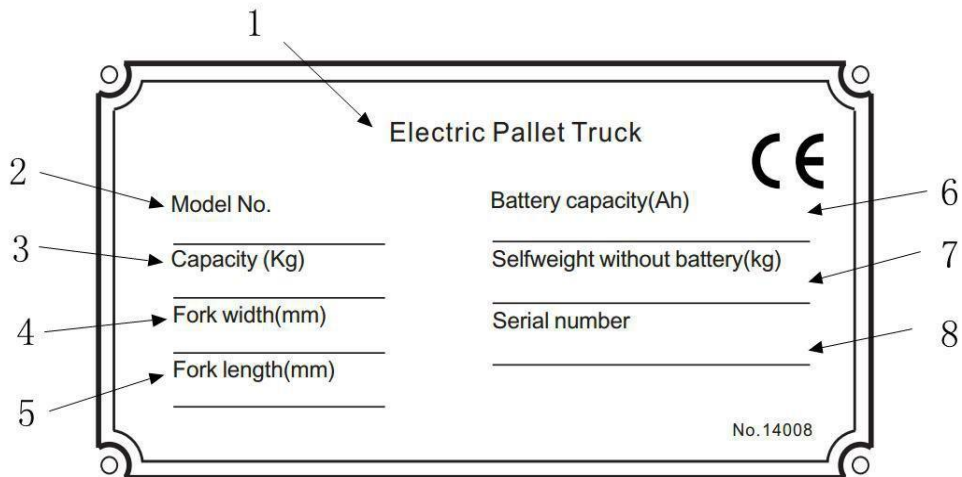 1
Electric Pallet Truck
CE
2
Model No.
Battery capacity(Ah)
6
3
Capacity (Kg)
Selfweight without battery(kg)
7
4
Fork width(mm)
Serial number
8
5
Fork length(mm)
No.14008